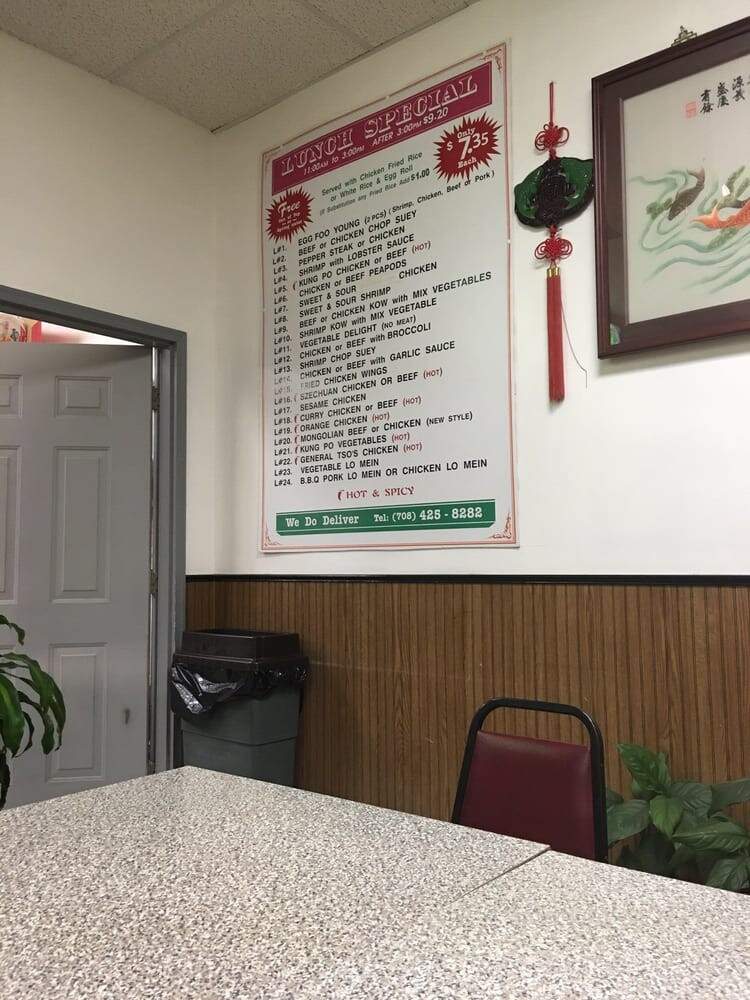 LUNCH SPECIAL
11:00AM to 3:00PM AFTER 3:00PM $9.20
Only
$7.35
Each
Served with Chicken Fried Rice
or White Rice & Egg Roll
(If Substitution any Fried Rice Add $1.00
Free
L#1. EGG FOO YOUNG (2 PCS) (Shrimp, Chicken, Beef or Pork)
L#2. BEEF or CHICKEN CHOP SUEY
L#3. PEPPER STEAK or CHICKEN
L#4. SHRIMP with LOBSTER SAUCE
L#5. KUNG PO CHICKEN or BEEF (HOT)
L#6. CHICKEN or BEEF PEAPODS
L#7. SWEET & SOUR CHICKEN
L#8. SWEET & SOUR SHRIMP
L#9. BEEF or CHICKEN KOW with MIX VEGETABLES
L#10. SHRIMP KOW with MIX VEGETABLE
L#11. VEGETABLE DELIGHT (NO MEAT)
L#12. CHICKEN or BEEF with BROCCOLI
L#13. SHRIMP CHOP SUEY
L#14. CHICKEN or BEEF with GARLIC SAUCE
L#15. FRIED CHICKEN WINGS
L#16. SZECHUAN CHICKEN OR BEEF (HOT)
L#17. SESAME CHICKEN
L#18. CURRY CHICKEN or BEEF (HOT)
L#19. ORANGE CHICKEN (HOT)
L#20. MONGOLIAN BEEF or CHICKEN (NEW STYLE)
L#21. KUNG PO VEGETABLES (HOT)
L#22. GENERAL TSO'S CHICKEN (HOT)
L#23. VEGETABLE LO MEIN
L#24. B.B.Q PORK LO MEIN OR CHICKEN LO MEIN
HOT & SPICY
We Do Deliver Tel: (708) 425 - 8282
源長
有餘